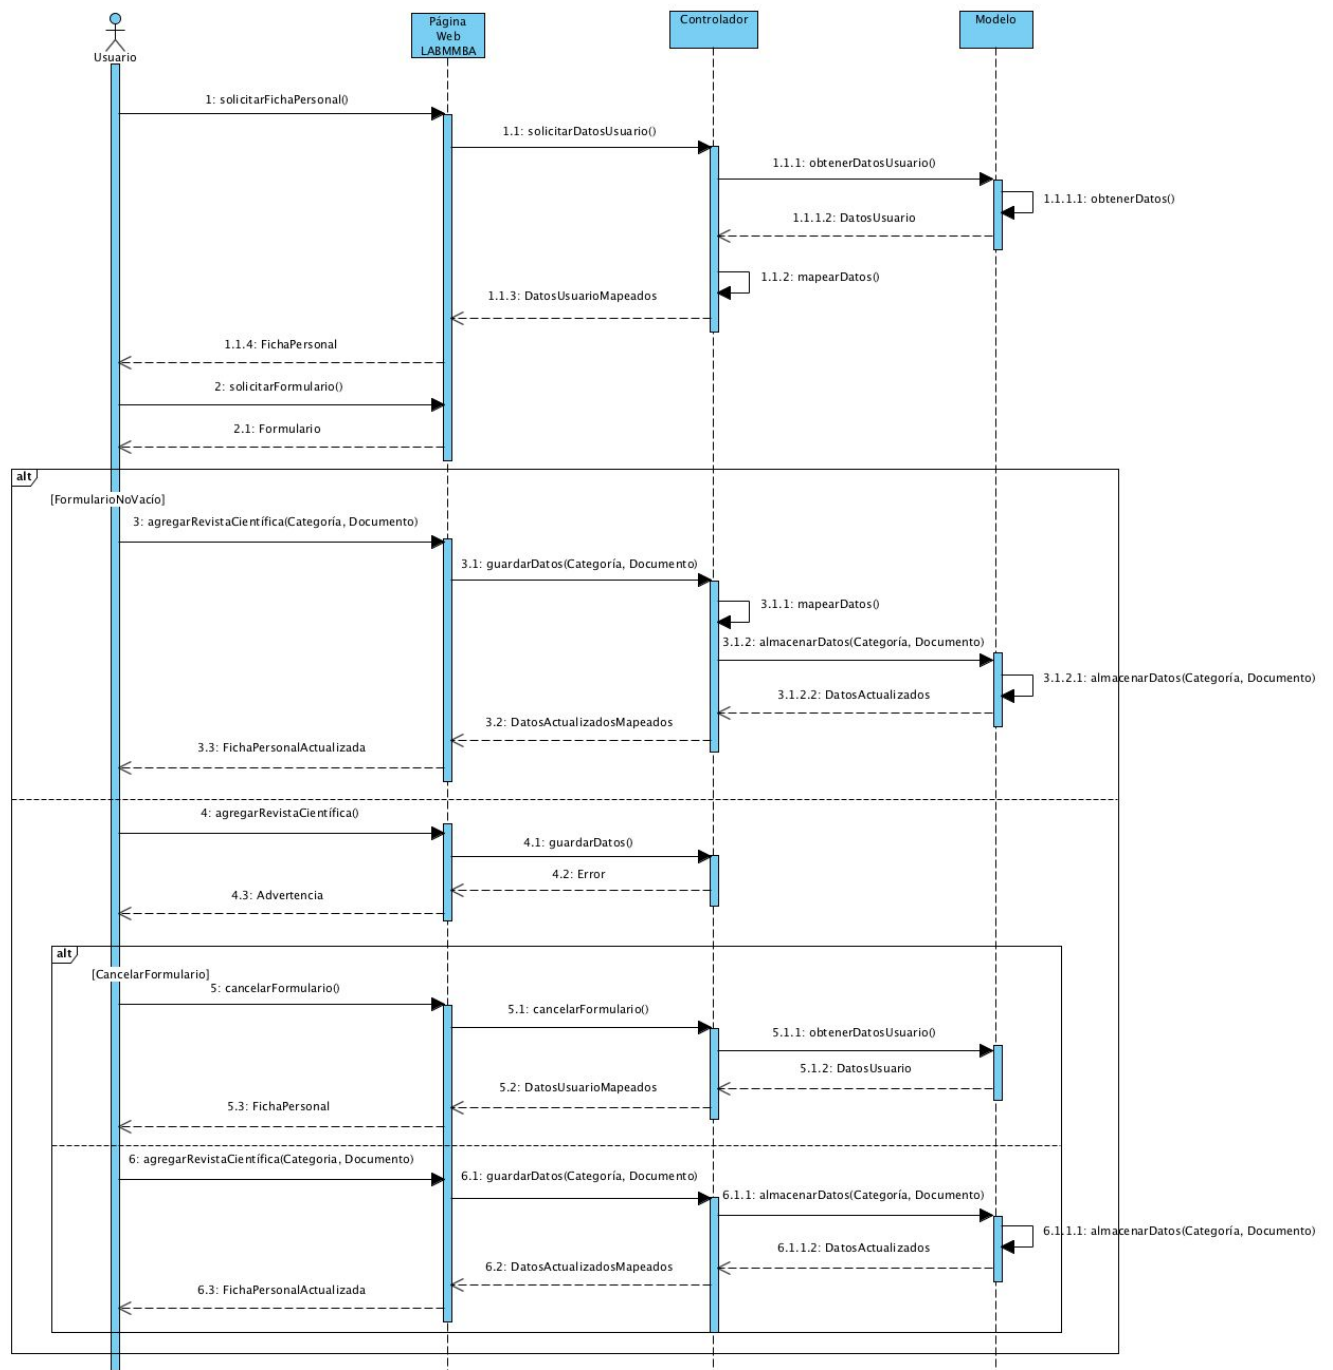 Usuario
Página
Web
LABMMBA
Controlador
Modelo
1: solicitarFichaPersonal()
1.1: solicitarDatosUsuario()
1.1.1: obtenerDatosUsuario()
1.1.1.1: obtenerDatos()
1.1.1.2: DatosUsuario
1.1.2: mapearDatos()
1.1.3: DatosUsuarioMapeados
1.1.4: FichaPersonal
2: solicitarFormulario()
2.1: Formulario
alt
[FormularioNoVacío]
3: agregarRevistaCientífica(Categoría, Documento)
3.1: guardarDatos(Categoría, Documento)
3.1.1: mapearDatos()
3.1.2: almacenarDatos(Categoría, Documento)
3.1.2.1: almacenarDatos(Categoría, Documento)
3.1.2.2: DatosActualizados
3.2: DatosActualizadosMapeados
3.3: FichaPersonalActualizada
4: agregarRevistaCientífica()
4.1: guardarDatos()
4.2: Error
4.3: Advertencia
alt
[CancelarFormulario]
5: cancelarFormulario()
5.1: cancelarFormulario()
5.1.1: obtenerDatosUsuario()
5.1.2: DatosUsuario
5.2: DatosUsuarioMapeados
5.3: FichaPersonal
6: agregarRevistaCientífica(Categoria, Documento)
6.1: guardarDatos(Categoría, Documento)
6.1.1: almacenarDatos(Categoría, Documento)
6.1.1.1: almacenarDatos(Categoría, Documento)
6.1.1.2: DatosActualizados
6.2: DatosActualizadosMapeados
6.3: FichaPersonalActualizada